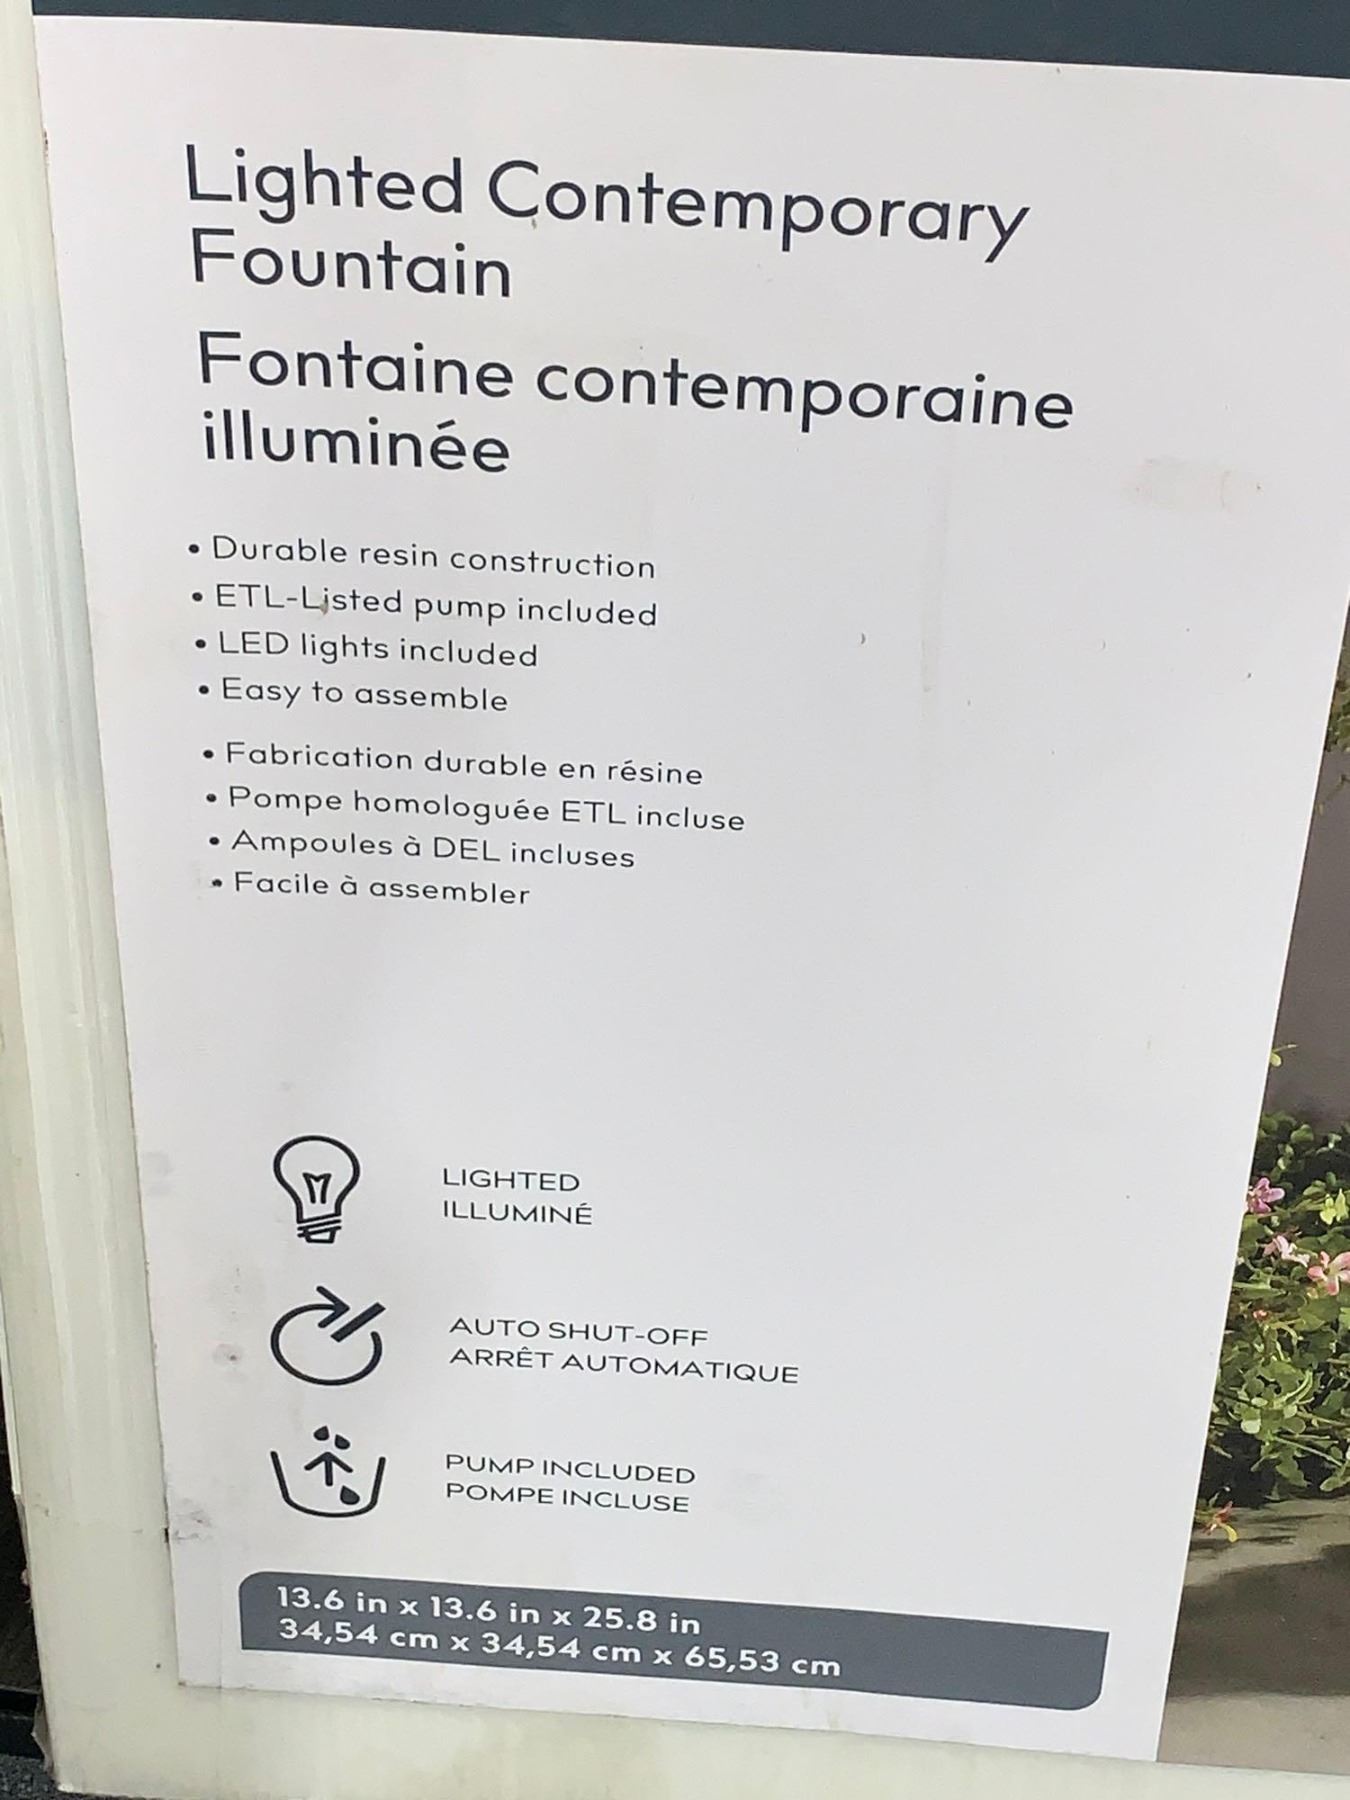 Lighted Contemporary
Fountain
Fontaine contemporaine
illuminée
• Durable resin construction
• ETL-Listed pump included
• LED lights included
• Easy to assemble
• Fabrication durable en résine
• Pompe homologuée ETL incluse
• Ampoules à DEL incluses
• Facile à assembler
LIGHTED
ILLUMINÉ
AUTO SHUT-OFF
ARRÊT AUTOMATIQUE
PUMP INCLUDED
POMPE INCLUSE
13.6 in x 13.6 in x 25.8 in
34,54 cm x 34,54 cm x 65,53 cm